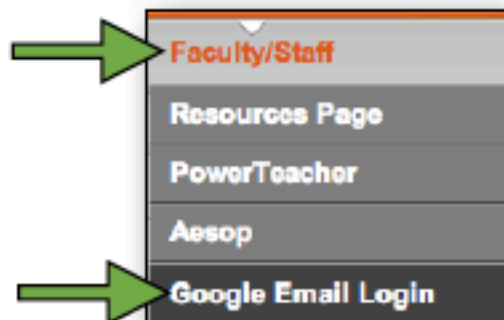 Faculty/Staff
Resources Page
PowerTeacher
Aesop
Google Email Login